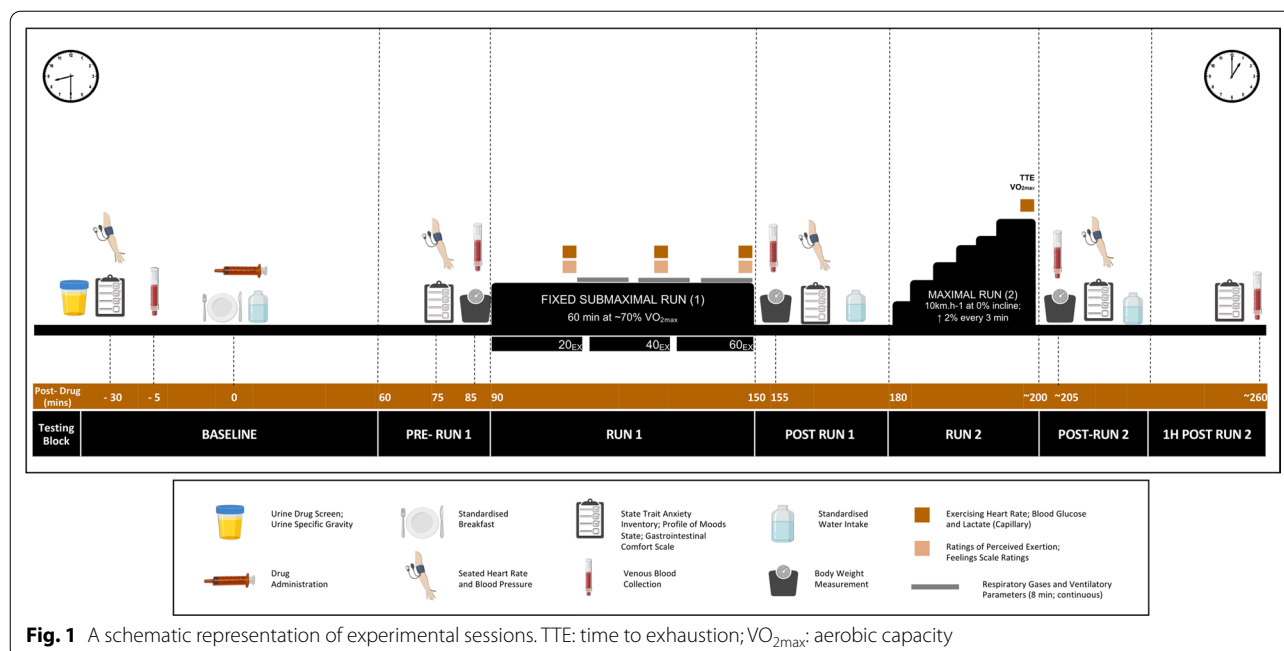 TTE
VO2max
FIXED SUBMAXIMAL RUN (1)
60 min at ~70% VO2max
MAXIMAL RUN (2)
10km.h-1 at 0% incline;
↑ 2% every 3 min
20EX 40EX 60EX
Post- Drug
(mins)
- 30 - 5 0 60 75 85 90 150 155 180 ~200 ~205 ~260
Testing
Block
BASELINE PRE- RUN 1 RUN 1 POST RUN 1 RUN 2 POST-RUN 2 1H POST RUN 2
Urine Drug Screen;
Urine Specific Gravity
Standardised
Breakfast
State Trait Anxiety
Inventory; Profile of Moods
State; Gastrointestinal
Comfort Scale
Standardised
Water Intake
Exercising Heart Rate; Blood Glucose
and Lactate (Capillary)
Ratings of Perceived Exertion;
Feelings Scale Ratings
Drug
Administration
Seated Heart Rate
and Blood Pressure
Venous Blood
Collection
Body Weight
Measurement
Respiratory Gases and Ventilatory
Parameters (8 min; continuous)
Fig. 1 A schematic representation of experimental sessions. TTE: time to exhaustion; VO2max: aerobic capacity